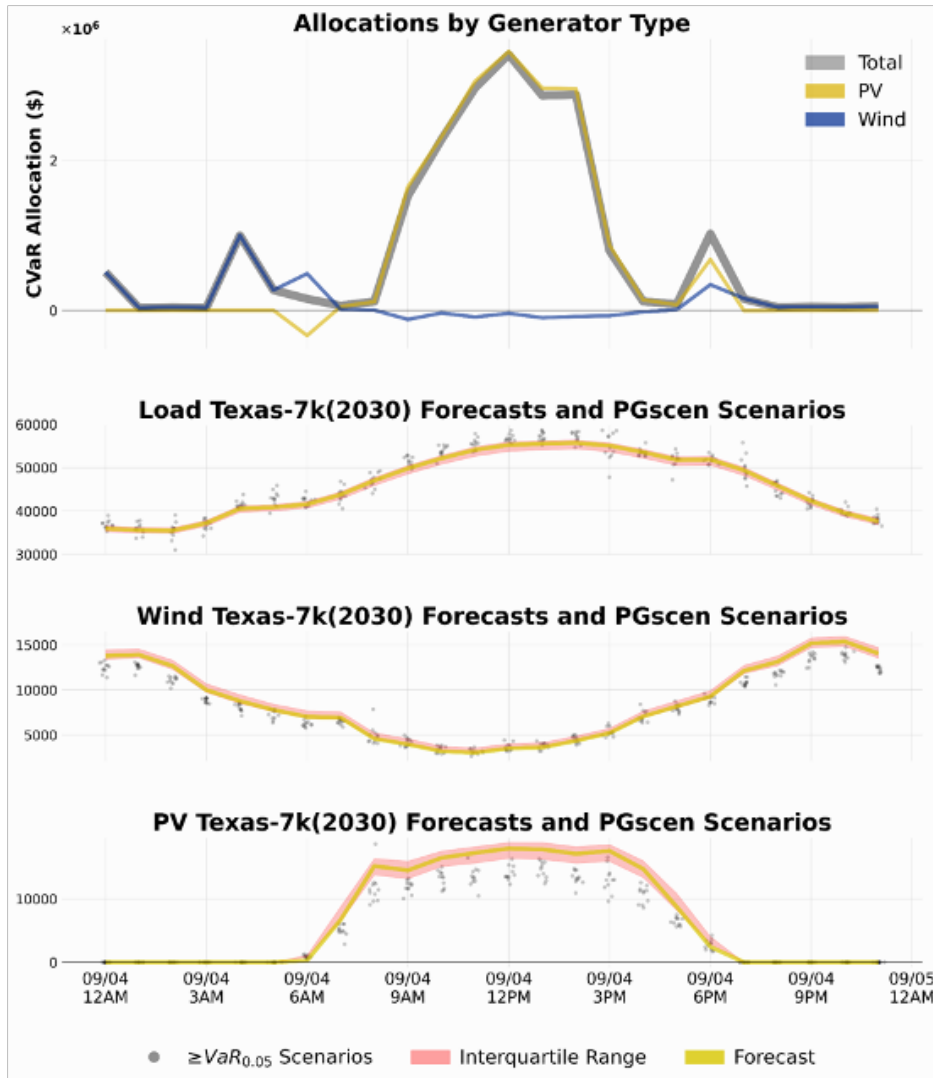 Allocations by Generator Type
×10⁶
Total
PV
Wind
CVaR Allocation ($)
2
0
Load Texas-7k(2030) Forecasts and PGscen Scenarios
60000
50000
40000
30000
Wind Texas-7k(2030) Forecasts and PGscen Scenarios
15000
10000
5000
PV Texas-7k(2030) Forecasts and PGscen Scenarios
10000
0
09/04 09/04 09/04 09/04 09/04 09/04 09/04 09/04 09/05
12AM 3AM 6AM 9AM 12PM 3PM 6PM 9PM 12AM
≥VaR₀.₀₅ Scenarios Interquartile Range Forecast